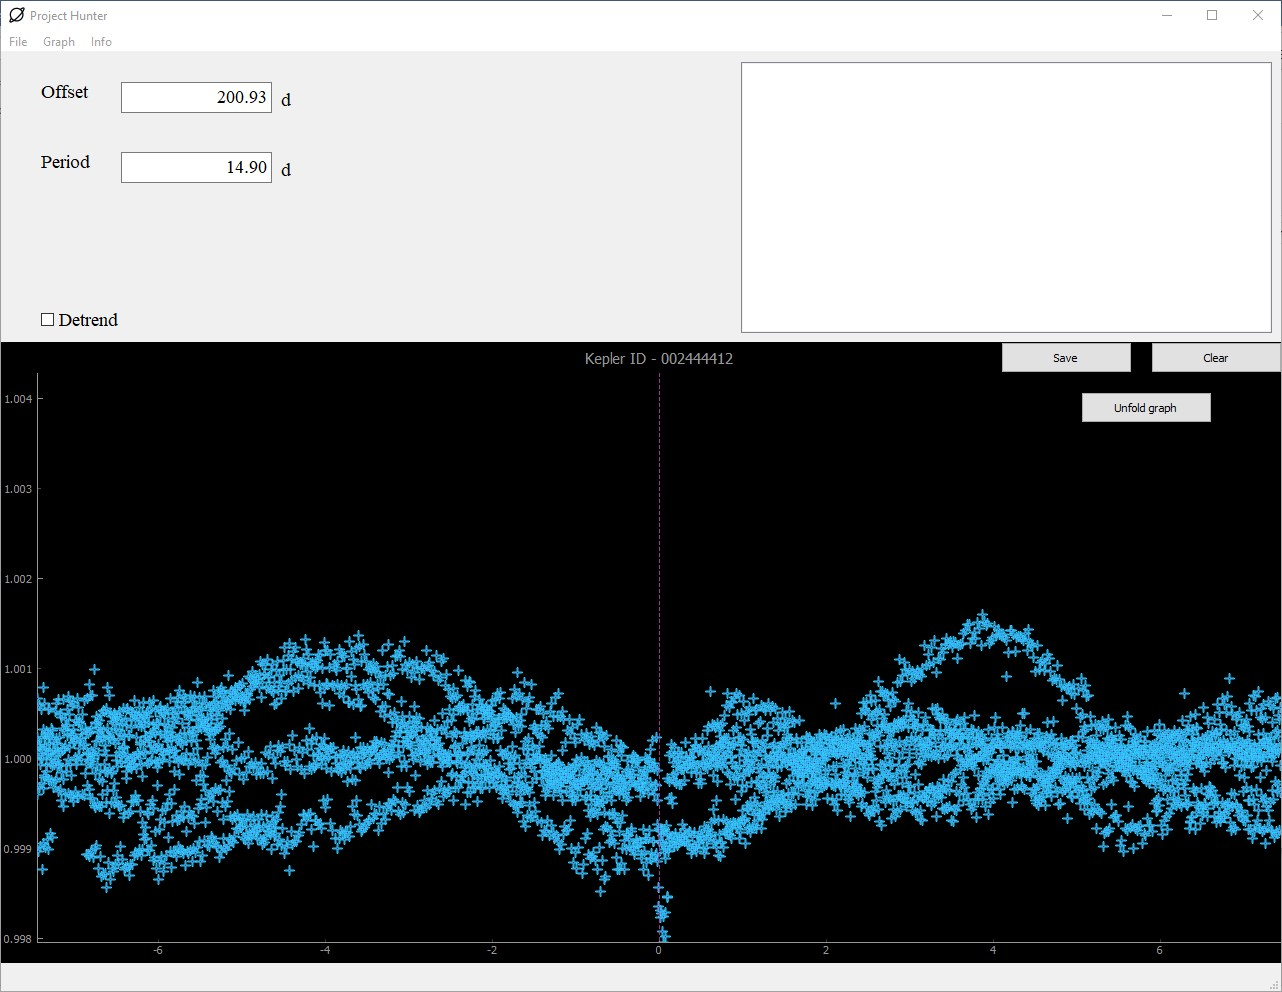 Project Hunter
File Graph Info
Offset 200.93 d
Period 14.90 d
Detrend
Kepler ID - 002444412
Save Clear
Unfold graph
1.004
1.003
1.002
1.001
1.000
0.999
0.998
-6 -4 -2 0 2 4 6